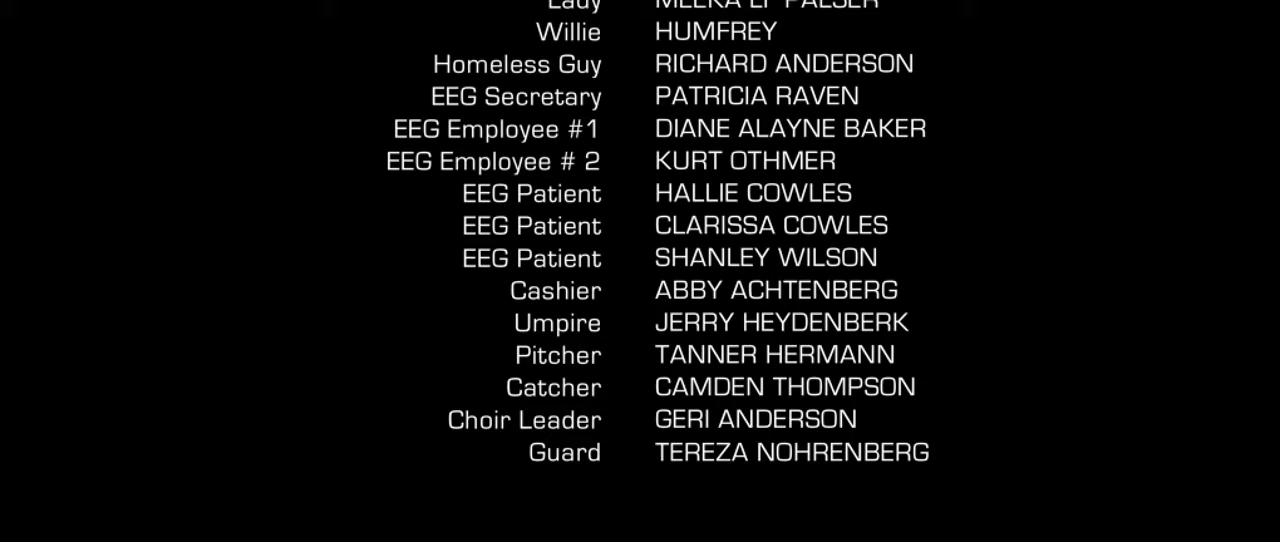 Lady
Willie HUMFREY
Homeless Guy RICHARD ANDERSON
EEG Secretary PATRICIA RAVEN
EEG Employee #1 DIANE ALAYNE BAKER
EEG Employee # 2 KURT OTHMER
EEG Patient HALLIE COWLES
EEG Patient CLARISSA COWLES
EEG Patient SHANLEY WILSON
Cashier ABBY ACHTENBERG
Umpire JERRY HEYDENBERK
Pitcher TANNER HERMANN
Catcher CAMDEN THOMPSON
Choir Leader GERI ANDERSON
Guard TEREZA NOHRENBERG